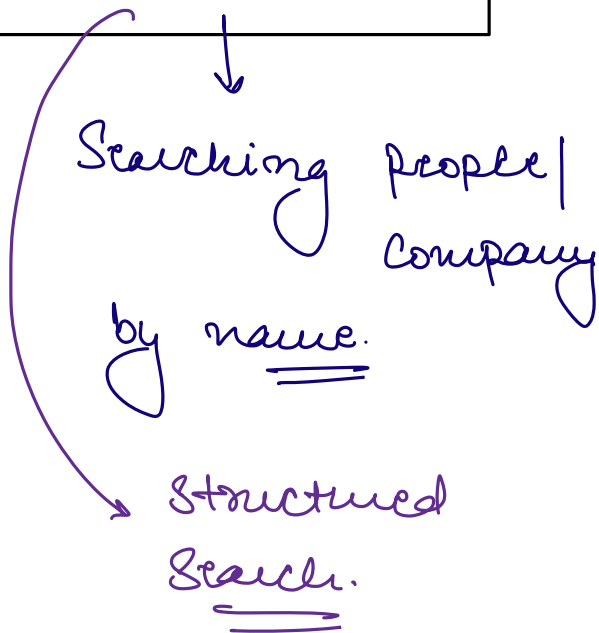 Searching people/
company
by name.
Structured
Search.